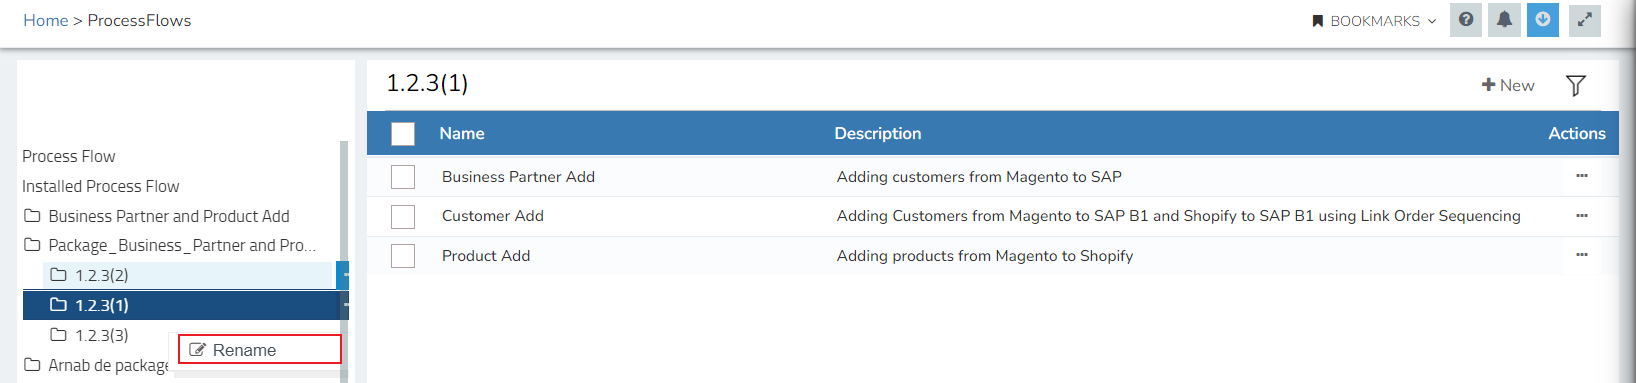 Home > ProcessFlows
BOOKMARKS
1.2.3(1)
New
Name Description Actions
Business Partner Add Adding customers from Magento to SAP
Customer Add Adding Customers from Magento to SAP B1 and Shopify to SAP B1 using Link Order Sequencing
Product Add Adding products from Magento to Shopify
Process Flow
Installed Process Flow
Business Partner and Product Add
Package_Business_Partner and Pro...
1.2.3(2)
1.2.3(1)
1.2.3(3)
Rename
Arnab de package